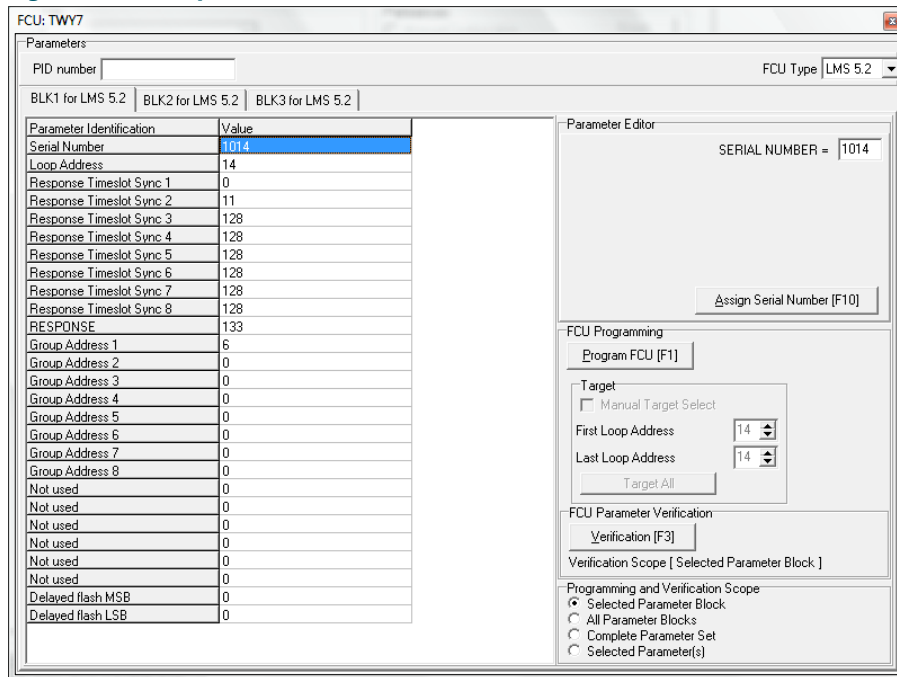 FCU: TWY7
Parameters
PID number
FCU Type LMS 5.2
BLK1 for LMS 5.2 BLK2 for LMS 5.2 BLK3 for LMS 5.2
Parameter Identification Value
Serial Number 1014
Loop Address 14
Response Timeslot Sync 1 0
Response Timeslot Sync 2 11
Response Timeslot Sync 3 128
Response Timeslot Sync 4 128
Response Timeslot Sync 5 128
Response Timeslot Sync 6 128
Response Timeslot Sync 7 128
Response Timeslot Sync 8 128
RESPONSE 133
Group Address 1 6
Group Address 2 0
Group Address 3 0
Group Address 4 0
Group Address 5 0
Group Address 6 0
Group Address 7 0
Group Address 8 0
Not used 0
Not used 0
Not used 0
Not used 0
Not used 0
Not used 0
Delayed flash MSB 0
Delayed flash LSB 0
Parameter Editor
SERIAL NUMBER = 1014
Assign Serial Number [F10]
FCU Programming
Program FCU [F1]
Target
Manual Target Select
First Loop Address 14
Last Loop Address 14
Target All
FCU Parameter Verification
Verification [F3]
Verification Scope [ Selected Parameter Block ]
Programming and Verification Scope
Selected Parameter Block
All Parameter Blocks
Complete Parameter Set
Selected Parameter(s)